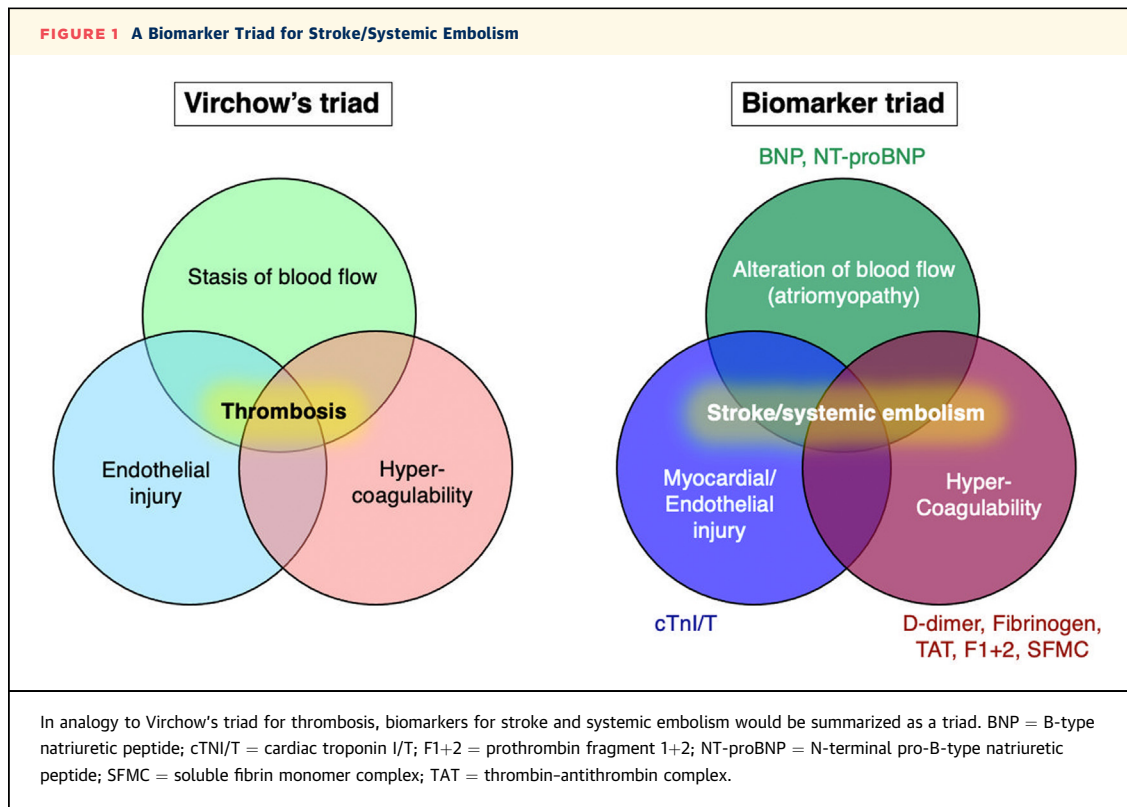 FIGURE 1 A Biomarker Triad for Stroke/Systemic Embolism
Virchow's triad
Stasis of blood flow
Thrombosis
Endothelial
injury
Hyper-
coagulability
Biomarker triad
BNP, NT-proBNP
Alteration of blood flow
(atriomyopathy)
Stroke/systemic embolism
Myocardial/
Endothelial
injury
Hyper-
Coagulability
cTnI/T
D-dimer, Fibrinogen,
TAT, F1+2, SFMC
In analogy to Virchow's triad for thrombosis, biomarkers for stroke and systemic embolism would be summarized as a triad. BNP = B-type
natriuretic peptide; cTNI/T = cardiac troponin I/T; F1+2 = prothrombin fragment 1+2; NT-proBNP = N-terminal pro-B-type natriuretic
peptide; SFMC = soluble fibrin monomer complex; TAT = thrombin–antithrombin complex.